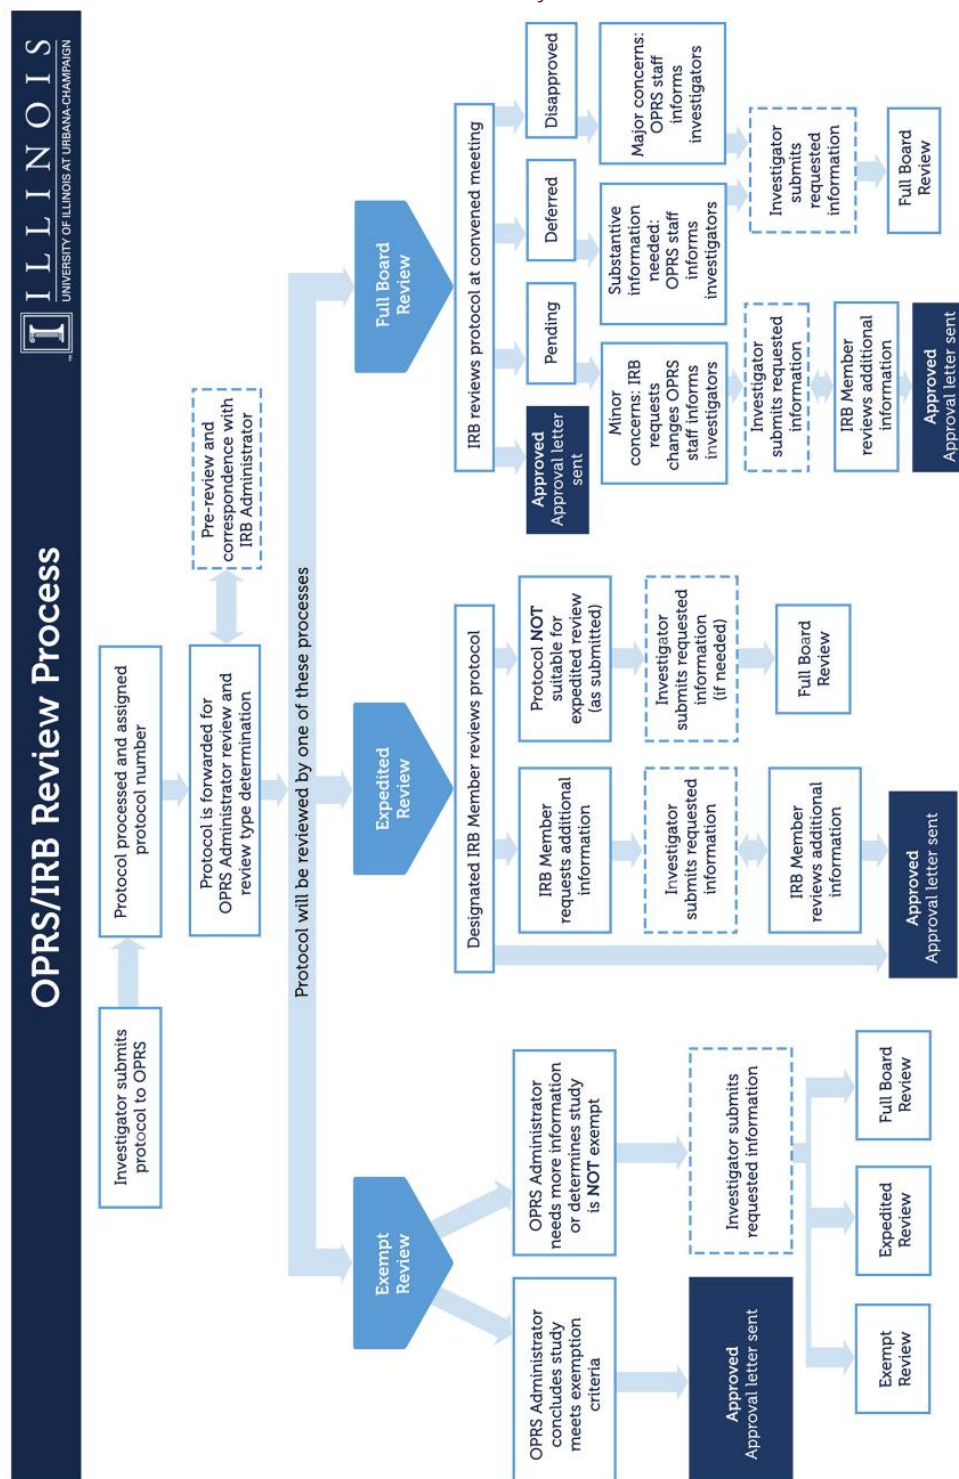 OPRS/IRB Review Process
I ILLINOIS
UNIVERSITY OF ILLINOIS AT URBANA-CHAMPAIGN
Investigator submits
protocol to OPRS
Protocol processed and assigned
protocol number
Protocol is forwarded for
OPRS Administrator review and
review type determination
Pre-review and
correspondence with
IRB Administrator
Protocol will be reviewed by one of these processes
Exempt
Review
OPRS Administrator
concludes study
meets exemption
criteria
Approved
Approval letter sent
OPRS Administrator
needs more information
or determines study
is NOT exempt
Investigator submits
requested information
Exempt
Review
Expedited
Review
Full Board
Review
Expedited
Review
Designated IRB Member reviews protocol
IRB Member
requests additional
information
Investigator
submits requested
information
IRB Member
reviews additional
information
Approved
Approval letter sent
Protocol NOT
suitable for
expedited review
(as submitted)
Investigator
submits requested
information
(if needed)
Full Board
Review
Full Board
Review
IRB reviews protocol at convened meeting
Approved
Approval letter
sent
Pending
Minor
concerns: IRB
requests
changes OPRS
staff informs
investigators
Investigator
submits requested
information
IRB Member
reviews additional
information
Approved
Approval letter sent
Deferred
Substantive
information
needed:
OPRS staff
informs
investigators
Disapproved
Major concerns:
OPRS staff
informs
investigators
Investigator
submits
requested
information
Full Board
Review